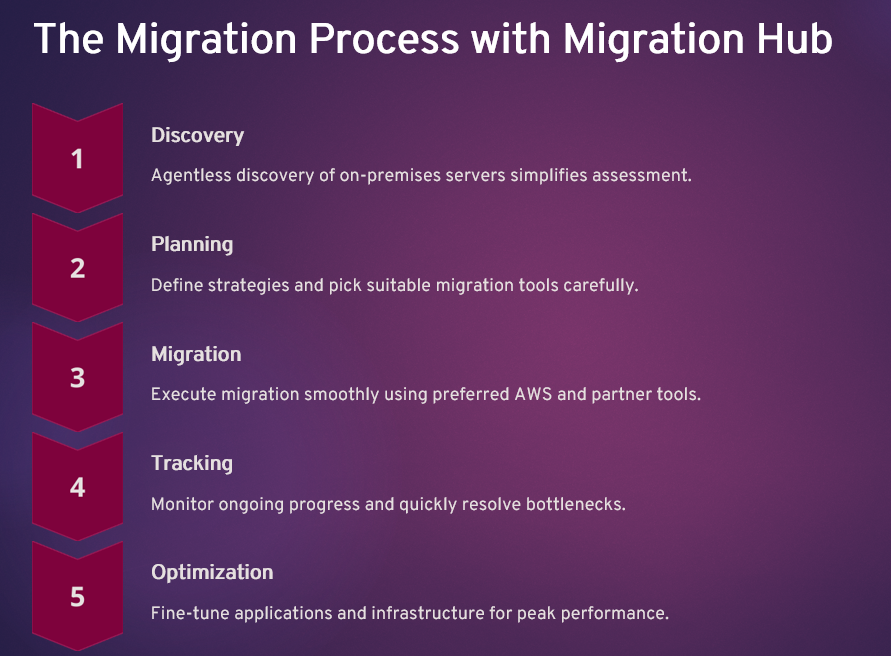 The Migration Process with Migration Hub
1
Discovery
Agentless discovery of on-premises servers simplifies assessment.
2
Planning
Define strategies and pick suitable migration tools carefully.
3
Migration
Execute migration smoothly using preferred AWS and partner tools.
4
Tracking
Monitor ongoing progress and quickly resolve bottlenecks.
5
Optimization
Fine-tune applications and infrastructure for peak performance.